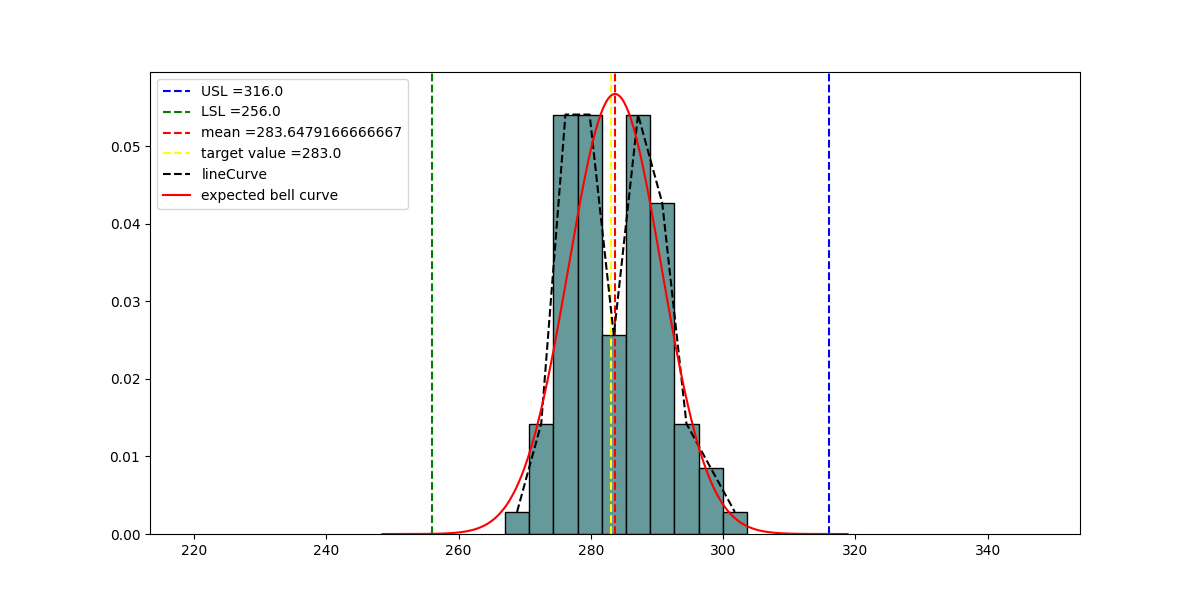 USL =316.0
LSL =256.0
mean =283.6479166666667
target value =283.0
lineCurve
expected bell curve
0.05
0.04
0.03
0.02
0.01
0.00
220 240 260 280 300 320 340